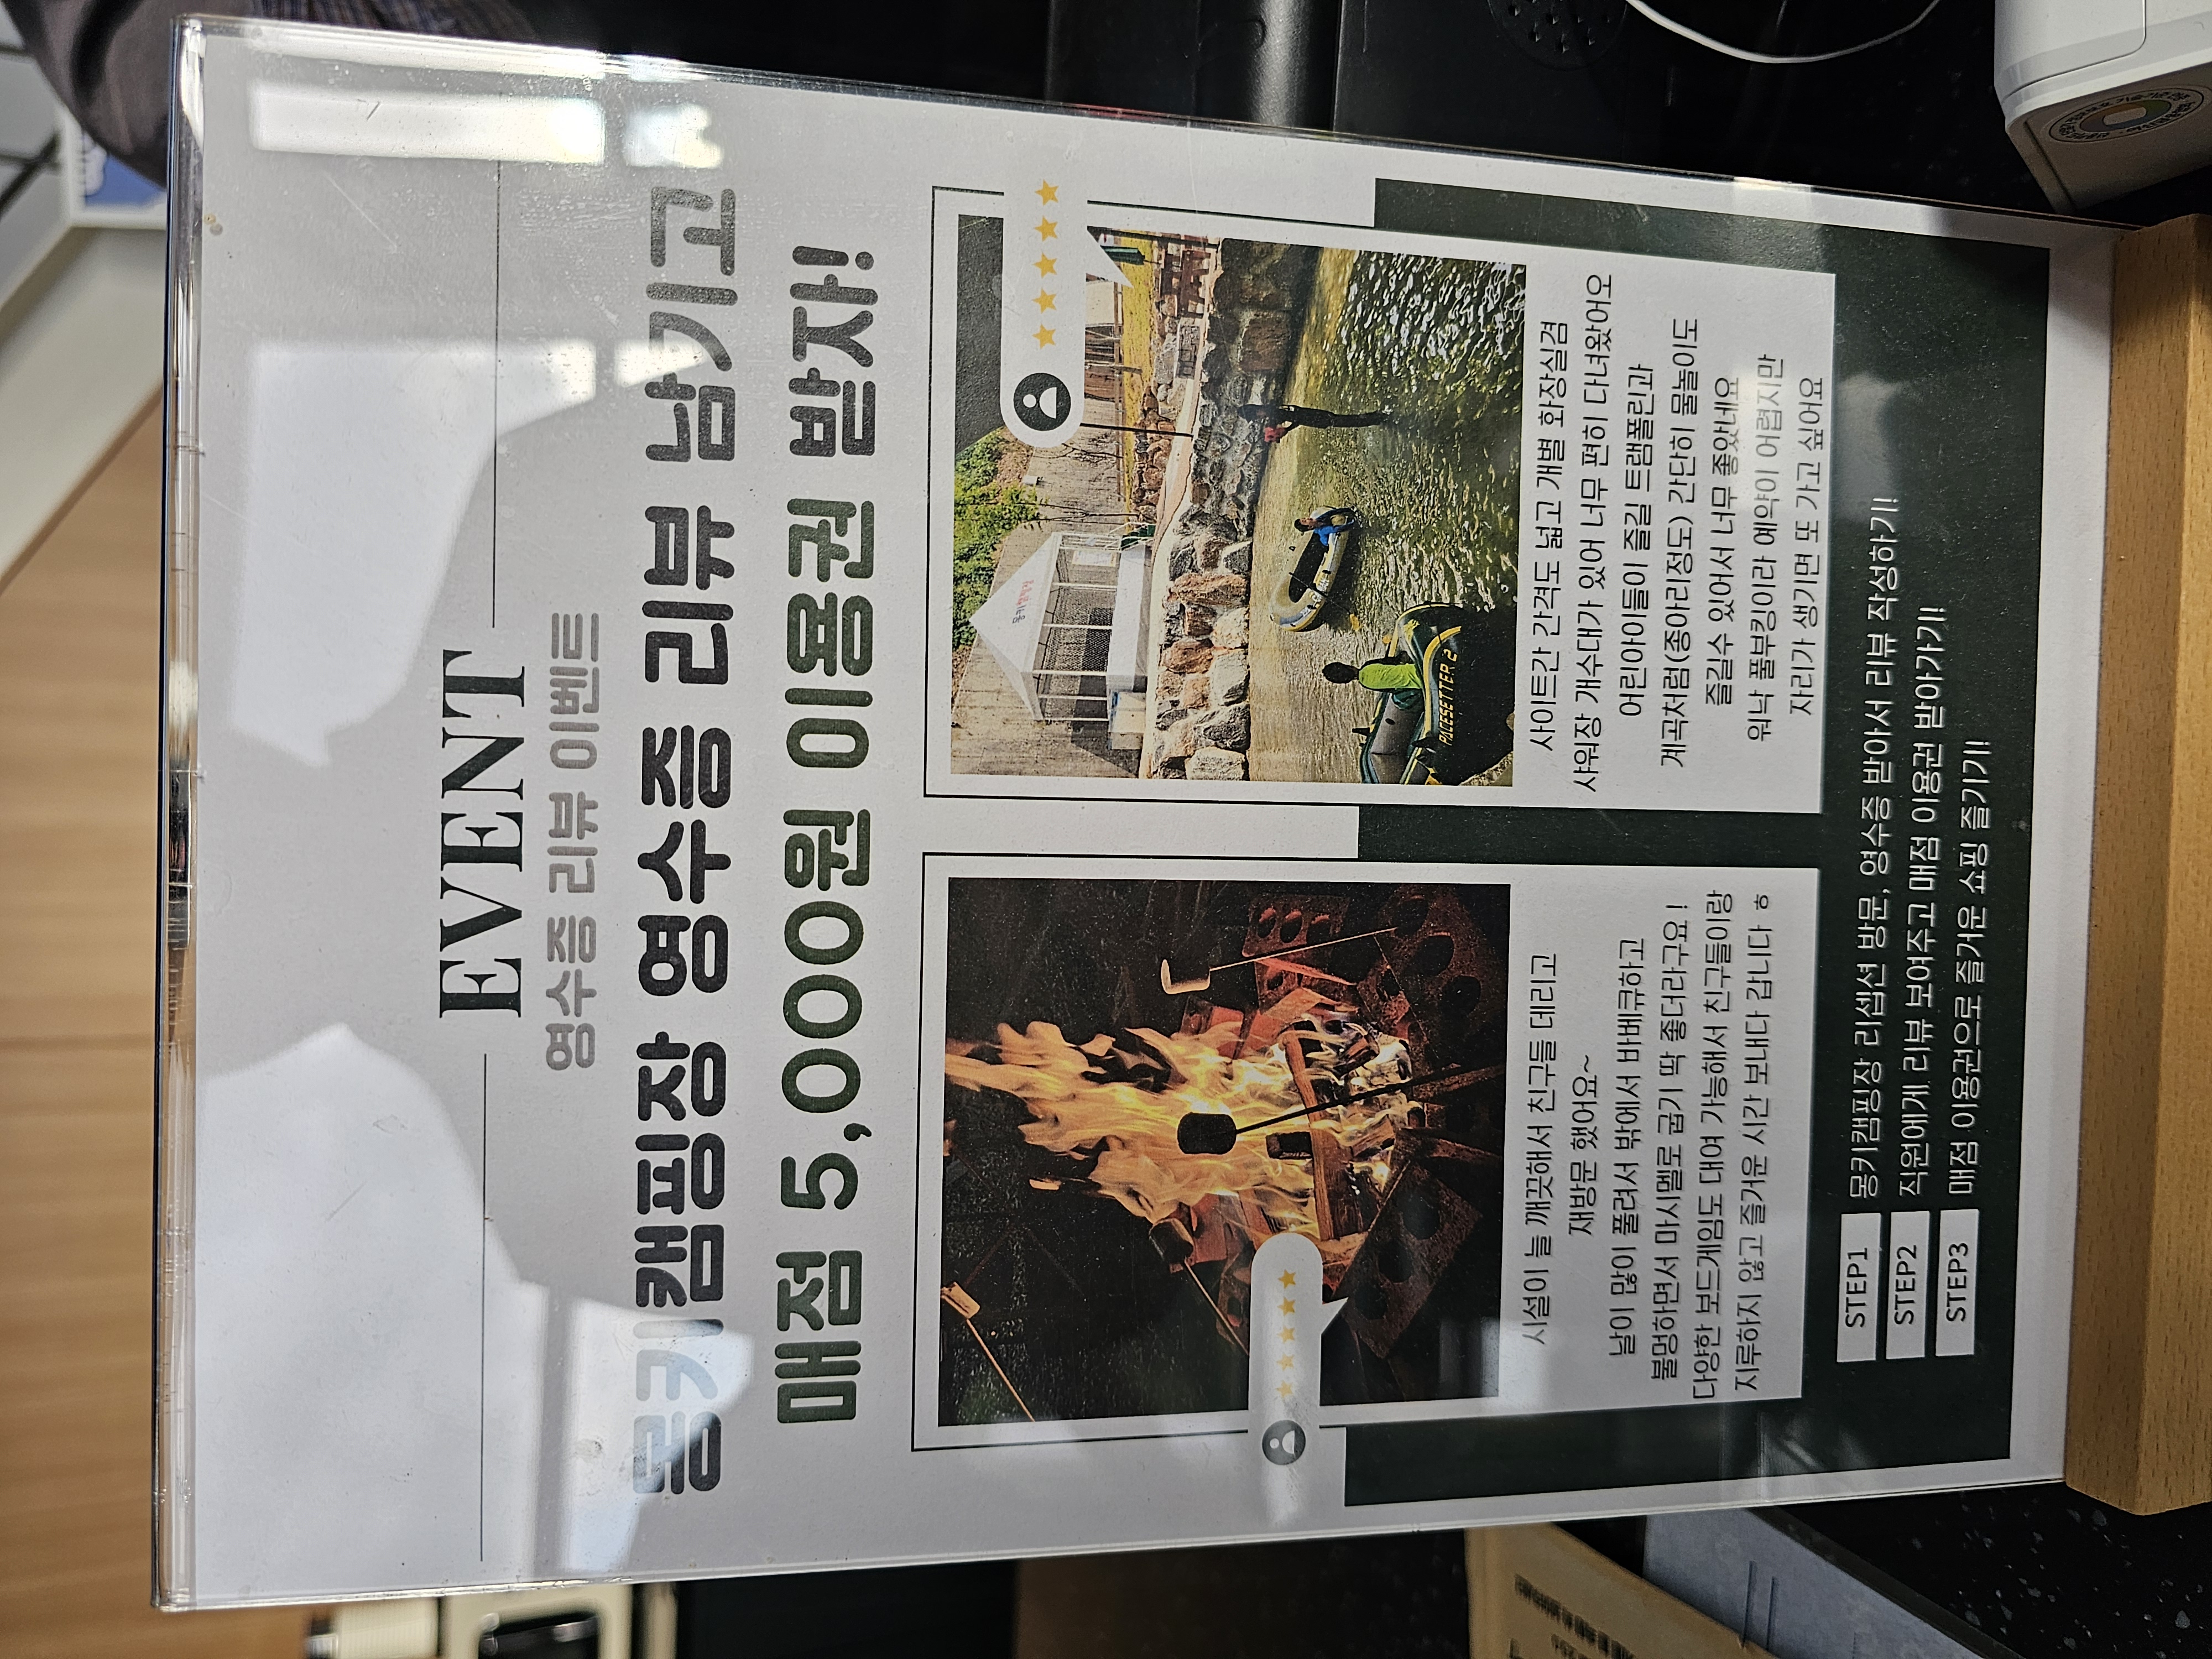 EVENT
영수증 리뷰 이벤트
몽키캠핑장 영수증 리뷰 남기고
매점 5,000원 이용권 받자!
시설이 늘 깨끗해서 친구들 데리고
재방문 했어요~
날이 많이 풀려서 밖에서 바베큐하고
불멍하면서 마시멜로 굽기 딱 좋더라구요!
다양한 보드게임도 대여 가능해서 친구들이랑
지루하지 않고 즐거운 시간 보내다 갑니다 ㅎ
PACESETTER 2
사이트간 간격도 넓고 개별 화장실겸
샤워장 개수대가 있어 너무 편히 다녀왔어요
어린아이들이 즐길 트램폴린과
계곡처럼(종아리정도) 간단히 물놀이도
즐길수 있어서 너무 좋았네요
워낙 풀부킹이라 예약이 어렵지만
자리가 생기면 또 가고 싶어요
STEP1 몽키캠핑장 리셉션 방문, 영수증 받아서 리뷰 작성하기!
STEP2 직원에게 리뷰 보여주고 매점 이용권 받아가기!
STEP3 매점 이용권으로 즐거운 쇼핑 즐기기!